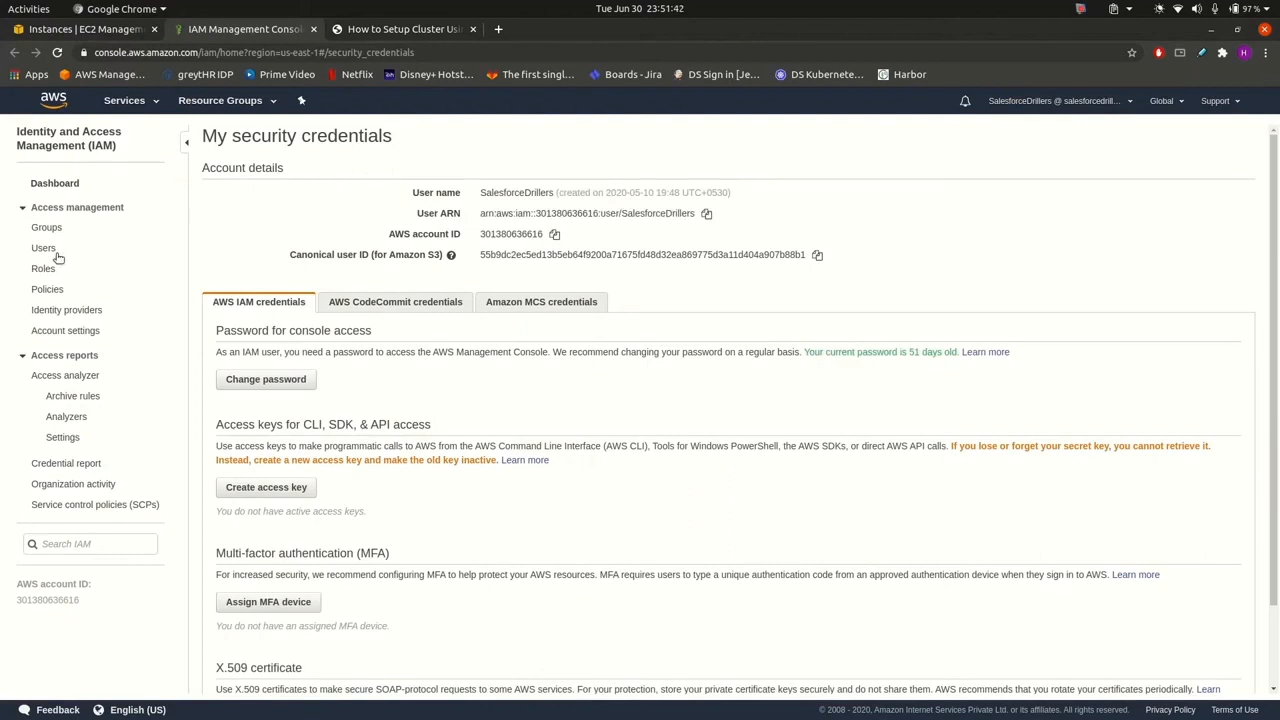 Activities
Google Chrome
Tue Jun 30 23:51:42
97 %
Instances | EC2 Managem
IAM Management Conso
How to Setup Cluster Usin
console.aws.amazon.com/iam/home?region=us-east-1#/security_credentials
Apps
AWS Manage...
greytHR IDP
Prime Video
Netflix
Disney+ Hotst...
The first singl...
Boards - Jira
DS Sign in [Je...
DS Kubernete...
Harbor
aws
Services
Resource Groups
SalesforceDrillers @ salesforcedrill...
Global
Support
Identity and Access Management (IAM)
Dashboard
Access management
Groups
Users
Roles
Policies
Identity providers
Account settings
Access reports
Access analyzer
Archive rules
Analyzers
Settings
Credential report
Organization activity
Service control policies (SCPs)
Search IAM
AWS account ID:
301380636616
My security credentials
Account details
User name SalesforceDrillers (created on 2020-05-10 19:48 UTC+0530)
User ARN arn:aws:iam::301380636616:user/SalesforceDrillers
AWS account ID 301380636616
Canonical user ID (for Amazon S3) 55b9dc2ec5ed13b5eb64f9200a71675fd48d32ea869775d3a11d404a907b88b1
AWS IAM credentials
AWS CodeCommit credentials
Amazon MCS credentials
Password for console access
As an IAM user, you need a password to access the AWS Management Console. We recommend changing your password on a regular basis. Your current password is 51 days old. Learn more
Change password
Access keys for CLI, SDK, & API access
Use access keys to make programmatic calls to AWS from the AWS Command Line Interface (AWS CLI), Tools for Windows PowerShell, the AWS SDKs, or direct AWS API calls. If you lose or forget your secret key, you cannot retrieve it.
Instead, create a new access key and make the old key inactive. Learn more
Create access key
You do not have active access keys.
Multi-factor authentication (MFA)
For increased security, we recommend configuring MFA to help protect your AWS resources. MFA requires users to type a unique authentication code from an approved authentication device when they sign in to AWS. Learn more
Assign MFA device
You do not have an assigned MFA device.
X.509 certificate
Use X.509 certificates to make secure SOAP-protocol requests to some AWS services. For your protection, store your private certificate keys securely and do not share them. AWS recommends that you rotate your certificates periodically. Learn
Feedback
English (US)
© 2008 - 2020, Amazon Internet Services Private Ltd. or its affiliates. All rights reserved.
Privacy Policy
Terms of Use